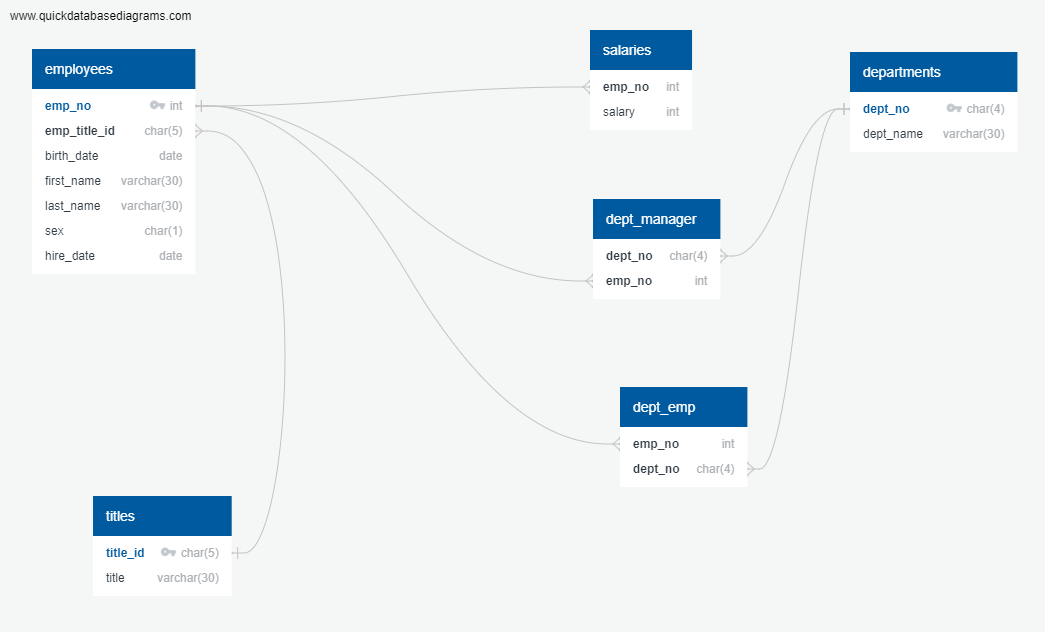 www.quickdatabasediagrams.com
employees
emp_no int
emp_title_id char(5)
birth_date date
first_name varchar(30)
last_name varchar(30)
sex char(1)
hire_date date
salaries
emp_no int
salary int
departments
dept_no char(4)
dept_name varchar(30)
dept_manager
dept_no char(4)
emp_no int
dept_emp
emp_no int
dept_no char(4)
titles
title_id char(5)
title varchar(30)